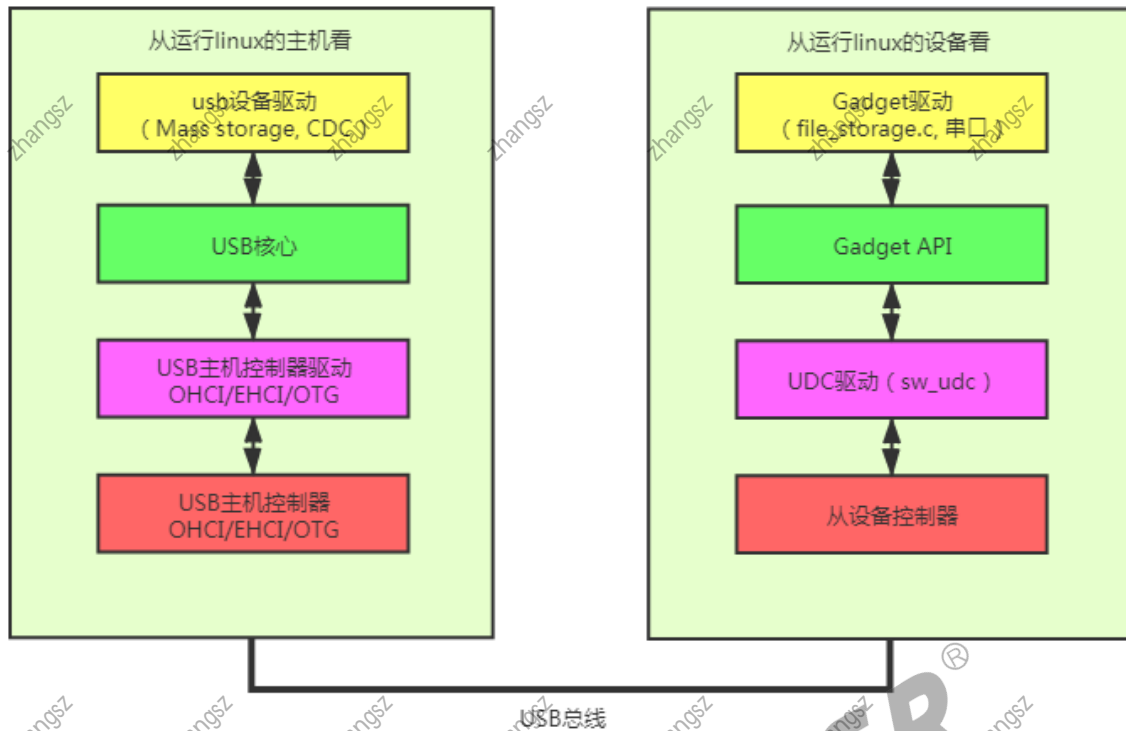 从运行linux的主机看
usb设备驱动
（Mass storage, CDC）
USB核心
USB主机控制器驱动
OHCI/EHCI/OTG
USB主机控制器
OHCI/EHCI/OTG
从运行linux的设备看
Gadget驱动
（file_storage.c, 串口）
Gadget API
UDC驱动（sw_udc）
从设备控制器
USB总线
zhangsz
zhangsz
zhangsz
zhangsz
zhangsz
zhangsz
zhangsz
ER®